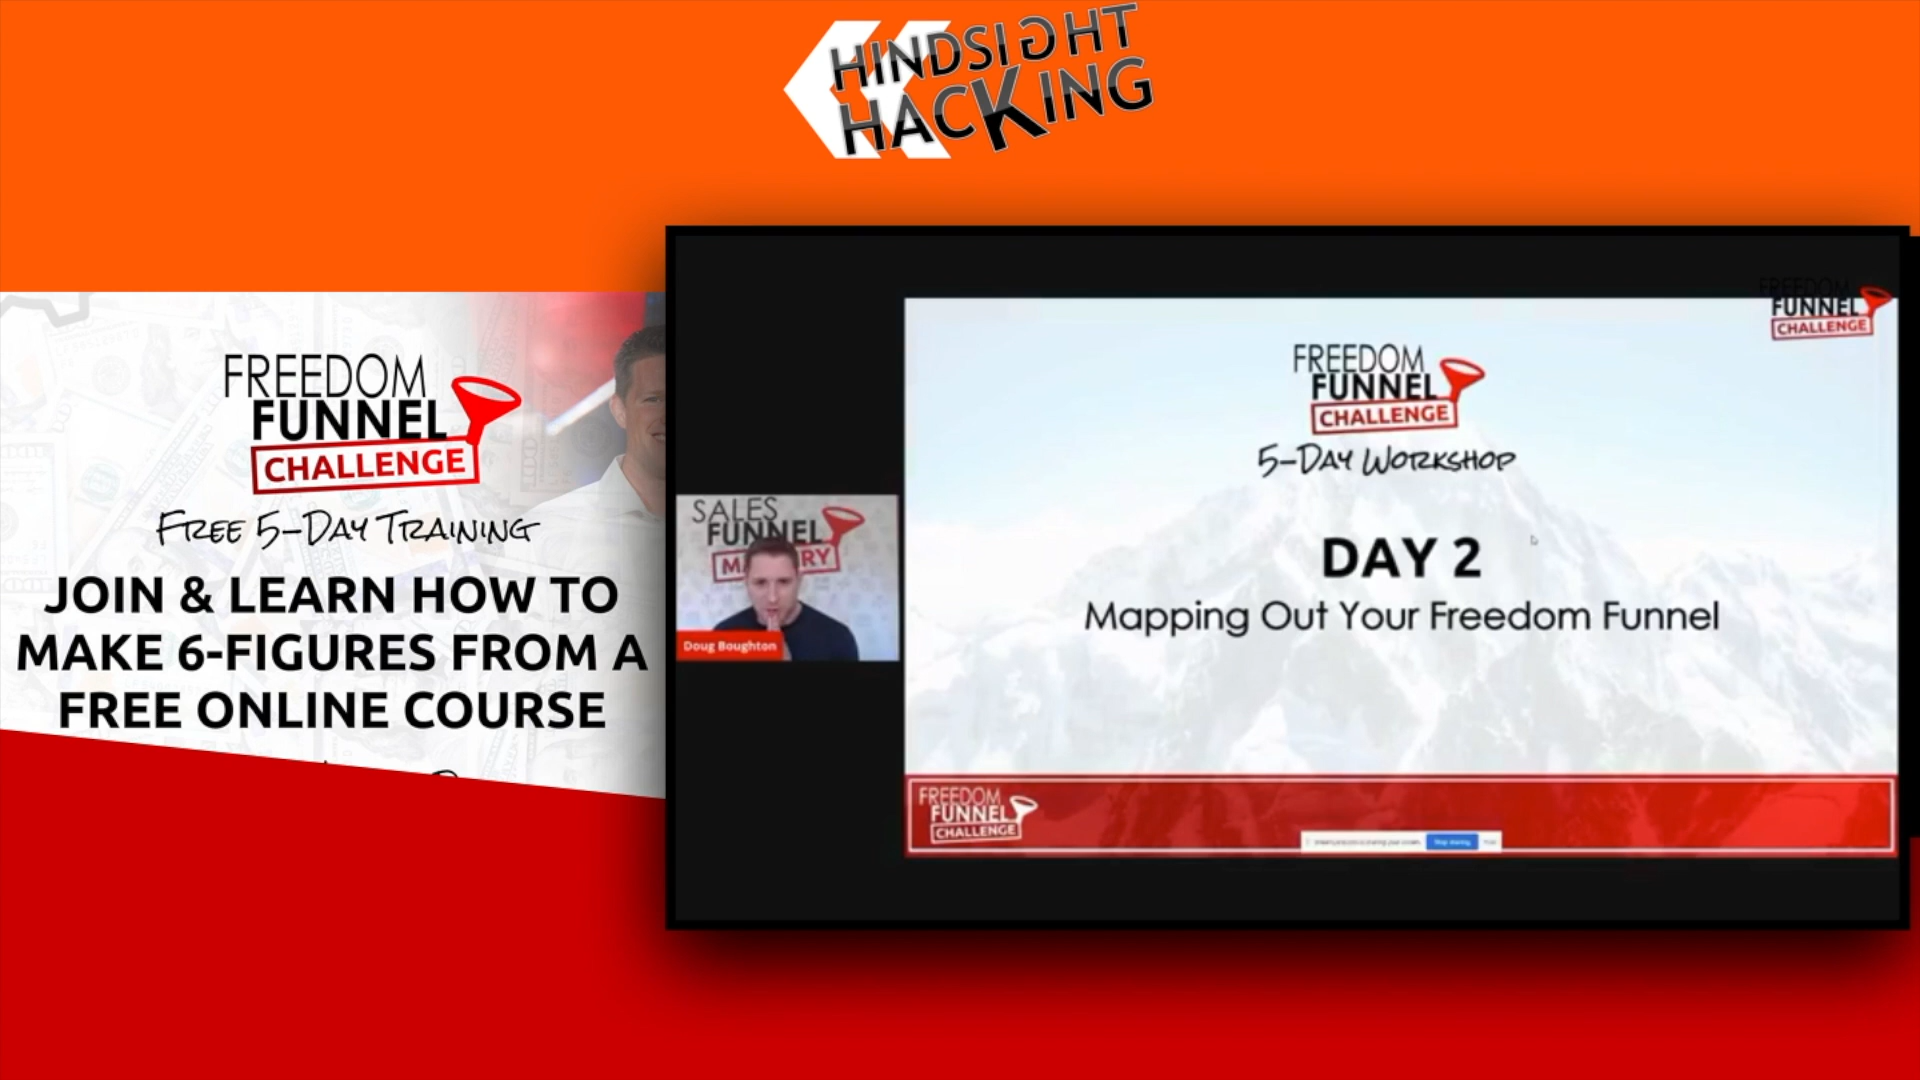 HINDSIGHT
HACKING
FREEDOM
FUNNEL
CHALLENGE
FREE 5-DAY TRAINING
JOIN & LEARN HOW TO
MAKE 6-FIGURES FROM A
FREE ONLINE COURSE
SALES
FUNNEL
Doug Boughton
FREEDOM
FUNNEL
CHALLENGE
FREEDOM
FUNNEL
CHALLENGE
5-DAY WORKSHOP
DAY 2
Mapping Out Your Freedom Funnel
FREEDOM
FUNNEL
CHALLENGE
Stop sharing